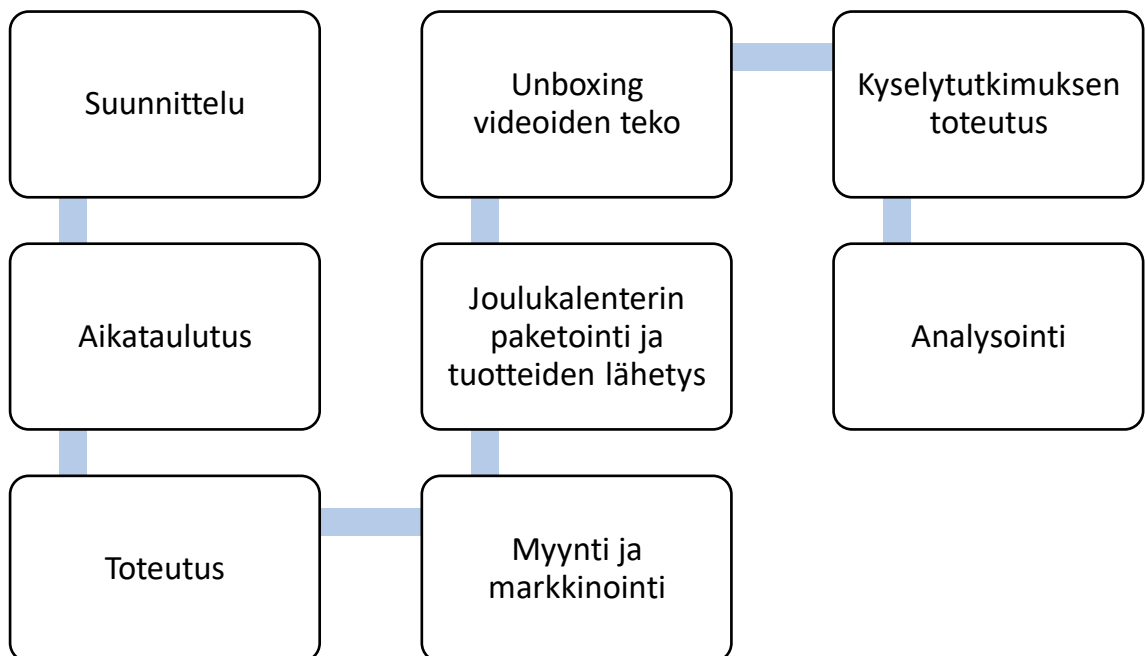 Suunnittelu
Aikataulutus
Toteutus
Myynti ja
markkinointi
Joulukalenterin
paketointi ja
tuotteiden lähetys
Unboxing
videoiden teko
Kyselytutkimuksen
toteutus
Analysointi